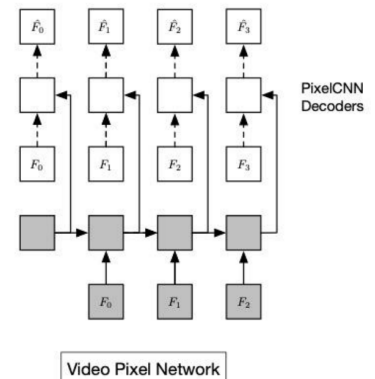 F̂₀ F̂₁ F̂₂ F̂₃
PixelCNN
Decoders
F₀ F₁ F₂ F₃
F₀ F₁ F₂
Video Pixel Network